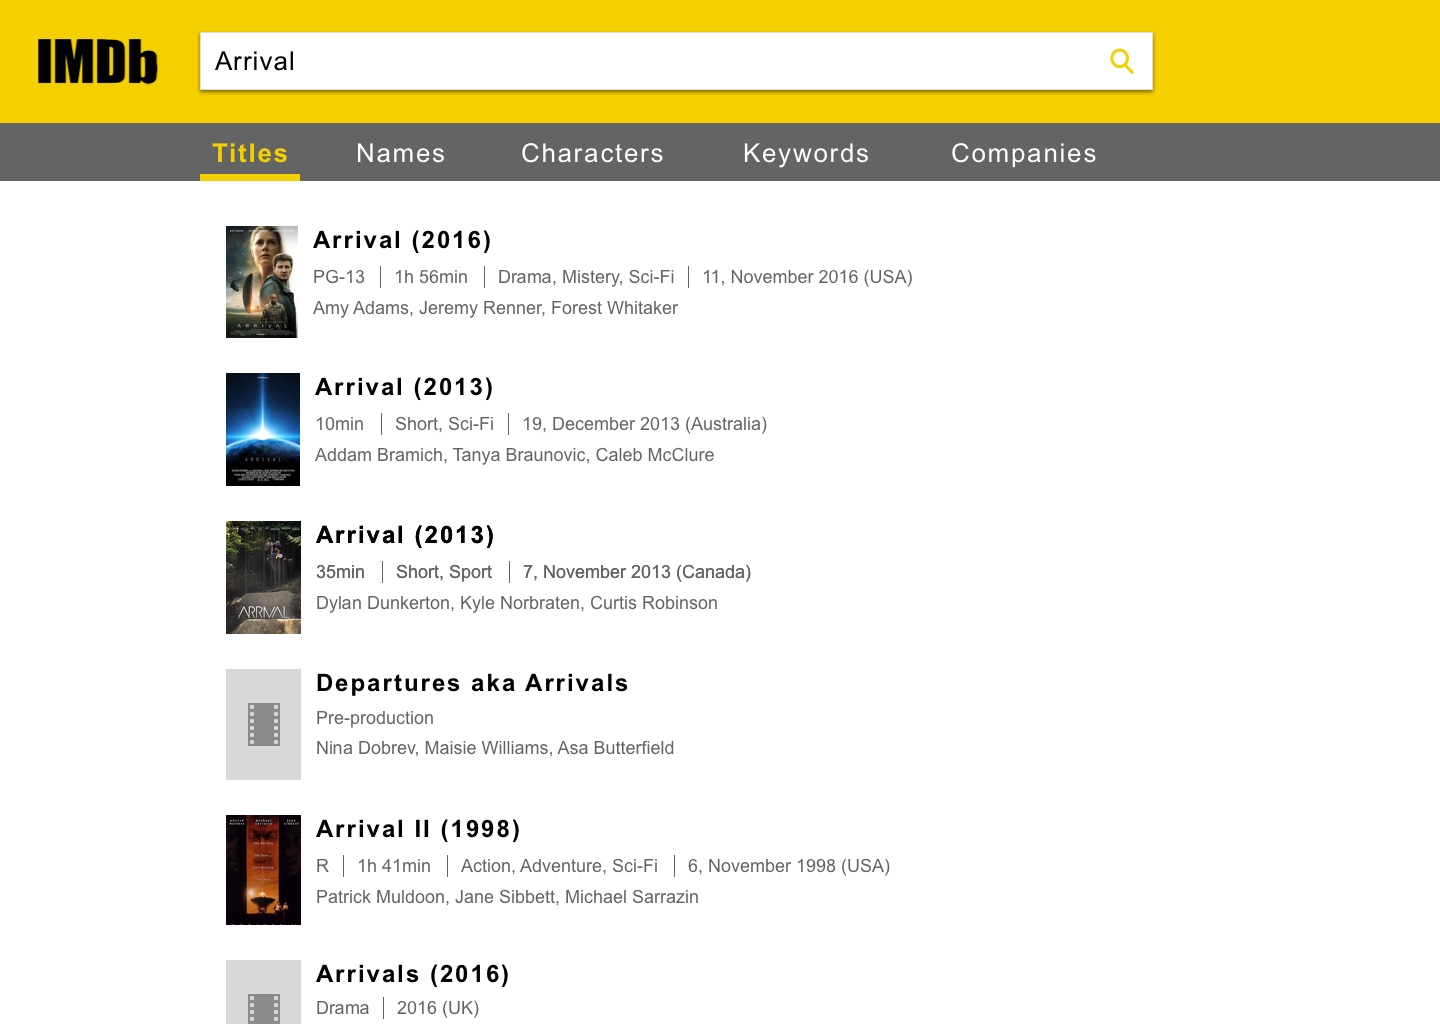 IMDb
Arrival
Titles Names Characters Keywords Companies
Arrival (2016)
PG-13 1h 56min Drama, Mistery, Sci-Fi 11, November 2016 (USA)
Amy Adams, Jeremy Renner, Forest Whitaker
ARRIVAL
Arrival (2013)
10min Short, Sci-Fi 19, December 2013 (Australia)
Addam Bramich, Tanya Braunovic, Caleb McClure
ARRIVAL
Arrival (2013)
35min Short, Sport 7, November 2013 (Canada)
Dylan Dunkerton, Kyle Norbraten, Curtis Robinson
ARRIVAL
Departures aka Arrivals
Pre-production
Nina Dobrev, Maisie Williams, Asa Butterfield
Arrival II (1998)
R 1h 41min Action, Adventure, Sci-Fi 6, November 1998 (USA)
Patrick Muldoon, Jane Sibbett, Michael Sarrazin
Arrivals (2016)
Drama 2016 (UK)